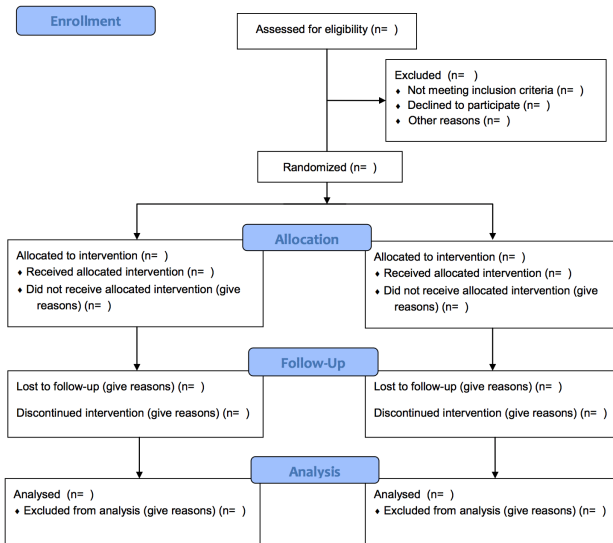 Enrollment
Assessed for eligibility (n=  )
Excluded  (n=   )
♦ Not meeting inclusion criteria (n=  )
♦ Declined to participate (n=  )
♦ Other reasons (n=  )
Randomized (n=  )
Allocation
Allocated to intervention (n=  )
♦ Received allocated intervention (n=  )
♦ Did not receive allocated intervention (give
reasons) (n=  )
Allocated to intervention (n=  )
♦ Received allocated intervention (n=  )
♦ Did not receive allocated intervention (give
reasons) (n=  )
Follow-Up
Lost to follow-up (give reasons) (n=  )
Discontinued intervention (give reasons) (n=  )
Lost to follow-up (give reasons) (n=  )
Discontinued intervention (give reasons) (n=  )
Analysis
Analysed  (n=  )
♦ Excluded from analysis (give reasons) (n=  )
Analysed  (n=  )
♦ Excluded from analysis (give reasons) (n=  )